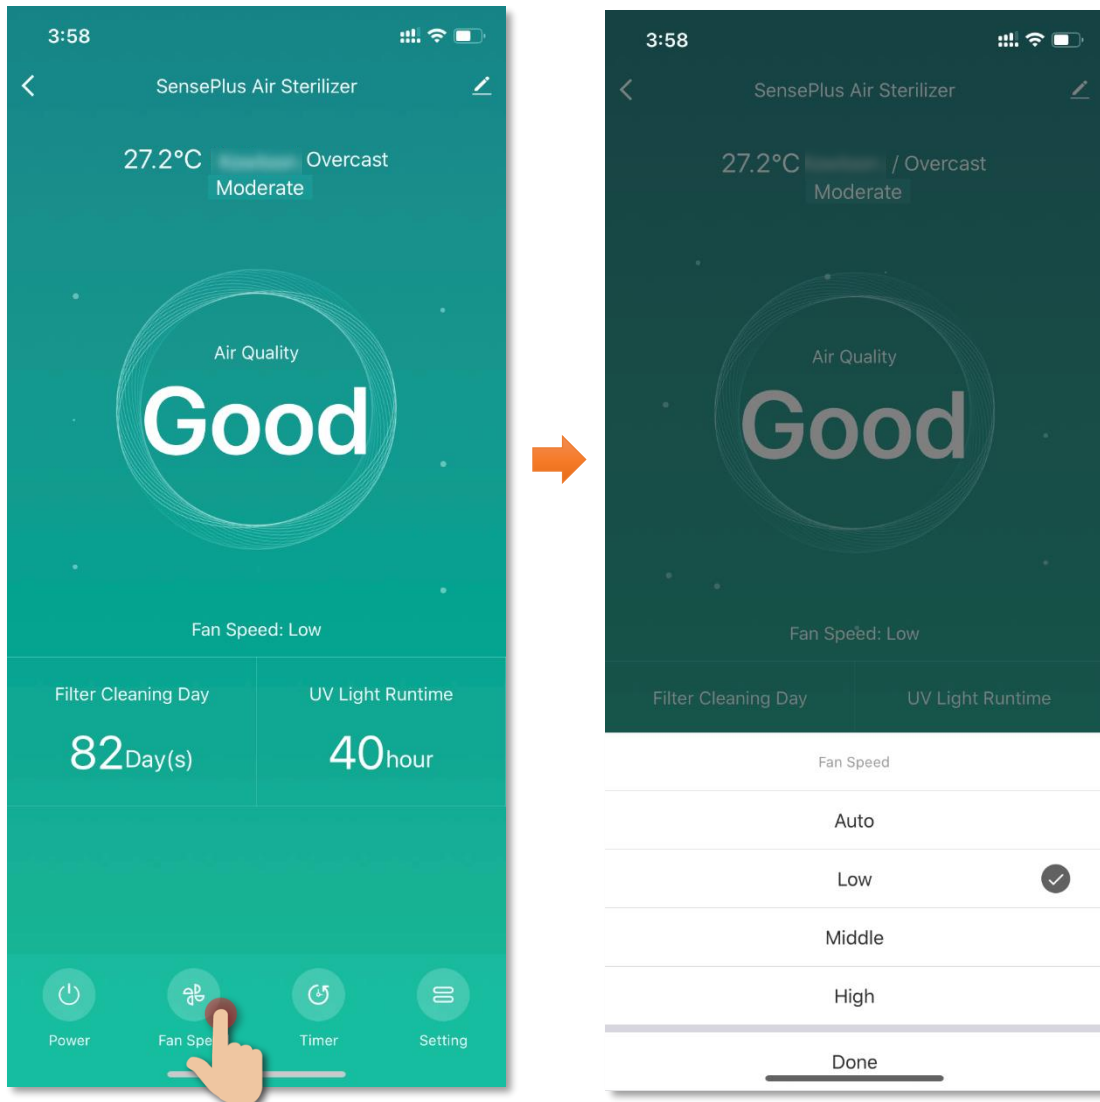 3:58
SensePlus Air Sterilizer
27.2°C Overcast
Moderate
Air Quality
Good
Fan Speed: Low
Filter Cleaning Day
UV Light Runtime
82Day(s)
40hour
Power
Fan Spe
Timer
Setting
3:58
SensePlus Air Sterilizer
27.2°C / Overcast
Moderate
Air Quality
Good
Fan Speed: Low
Filter Cleaning Day
UV Light Runtime
Fan Speed
Auto
Low
Middle
High
Done